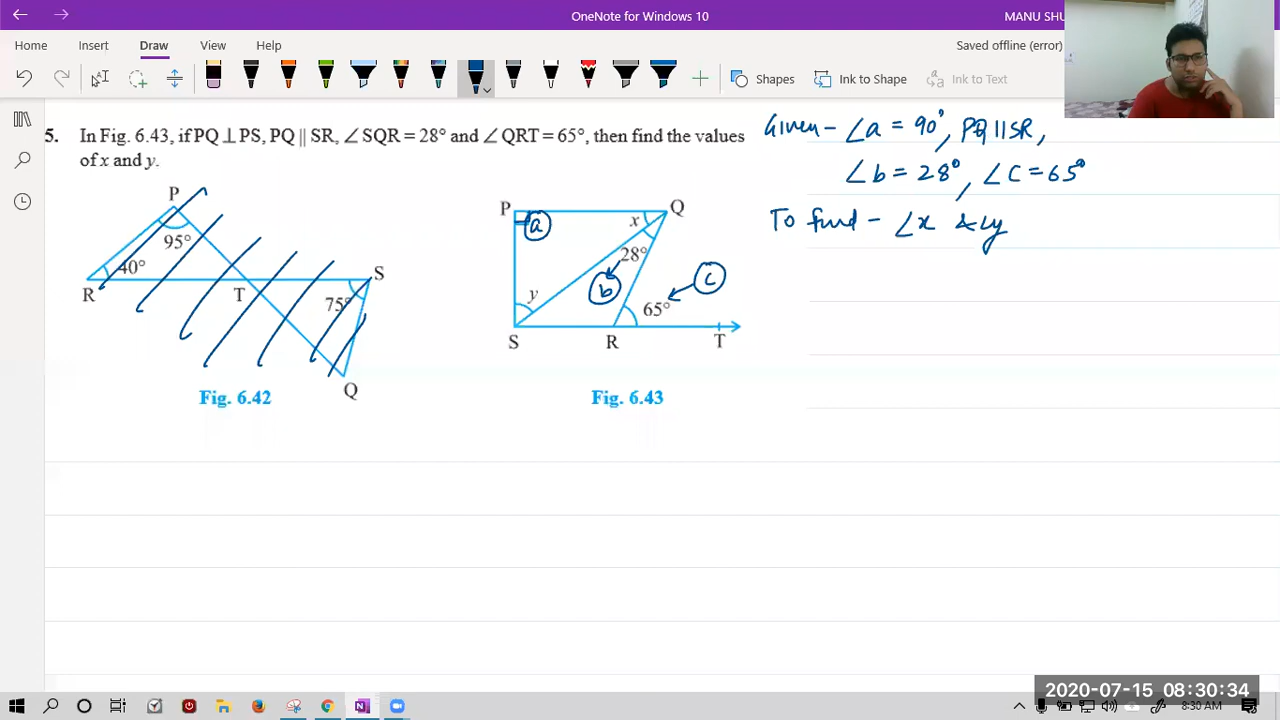 OneNote for Windows 10
MANU SHU
Home Insert Draw View Help
Saved offline (error)
Shapes Ink to Shape Ink to Text
5. In Fig. 6.43, if PQ ⊥ PS, PQ || SR, ∠ SQR = 28° and ∠ QRT = 65°, then find the values
of x and y.
Given - ∠a = 90°, PQ || SR,
∠b = 28°, ∠C = 65°
To find - ∠x & ∠y
P
95°
40°
R
T
S
75°
Q
Fig. 6.42
P
a
x
Q
28°
b
c
y
65°
S
R
T
Fig. 6.43
2020-07-15 08:30:34
8:30 AM